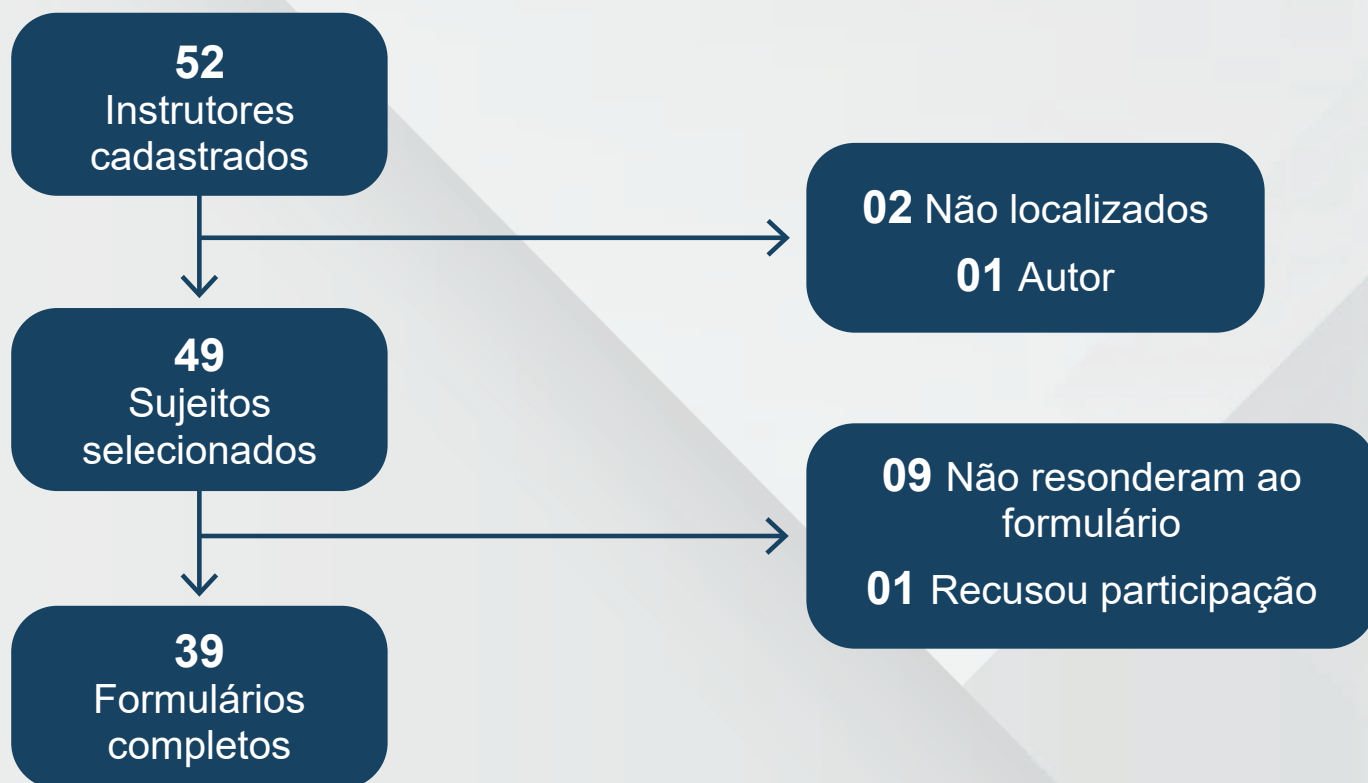 52
Instrutores
cadastrados
02 Não localizados
01 Autor
49
Sujeitos
selecionados
09 Não resonderam ao
formulário
01 Recusou participação
39
Formulários
completos